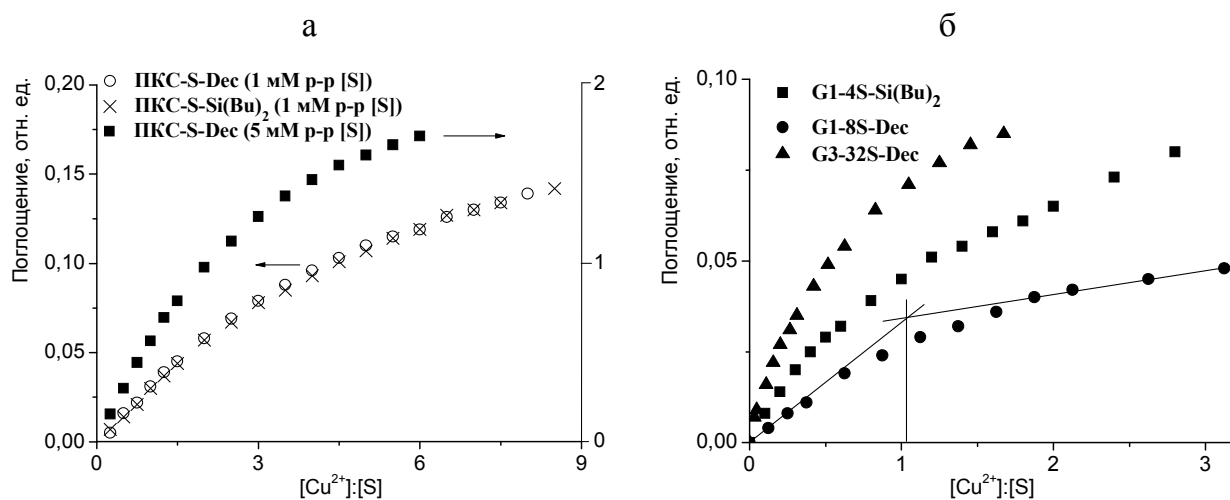 а
ПКС-S-Dec (1 мМ р-р [S])
ПКС-S-Si(Bu)₂ (1 мМ р-р [S])
ПКС-S-Dec (5 мМ р-р [S])
Поглощение, отн. ед.
0,20
0,15
0,10
0,05
0,00
2
1
0
0 3 6 9
[Cu²⁺]:[S]
б
G1-4S-Si(Bu)₂
G1-8S-Dec
G3-32S-Dec
Поглощение, отн. ед.
0,10
0,05
0,00
0 1 2 3
[Cu²⁺]:[S]